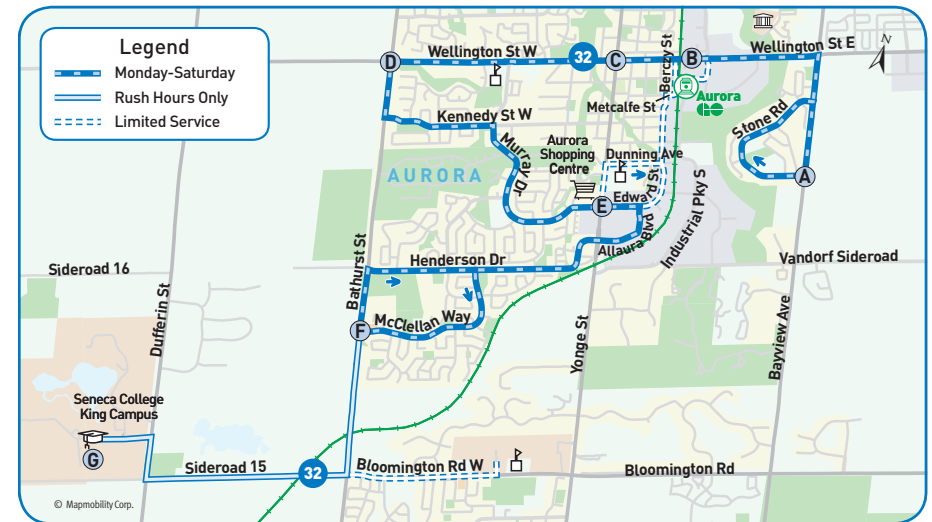 Legend
Monday-Saturday
Rush Hours Only
Limited Service
D
Wellington St W
32
C
Berczy St
B
Wellington St E
N
Metcalfe St
Aurora
GO
Kennedy St W
Murray Dr
Aurora
Shopping
Centre
Dunning Ave
Stone Rd
A
AURORA
E
Edward St
Allaura Blvd
Industrial Pky S
Sideroad 16
Dufferin St
Bathurst St
Henderson Dr
Vandorf Sideroad
McClellan Way
F
Yonge St
Bayview Ave
Seneca College
King Campus
G
Sideroad 15
32
Bloomington Rd W
Bloomington Rd
© Mapmobility Corp.